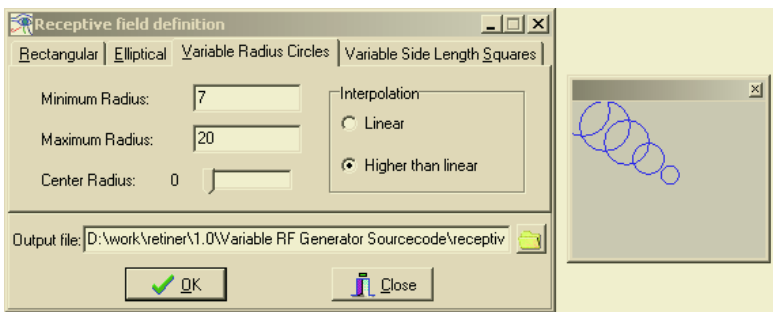 Receptive field definition
Rectangular Elliptical Variable Radius Circles Variable Side Length Squares
Minimum Radius: 7
Maximum Radius: 20
Center Radius: 0
Interpolation
Linear
Higher than linear
Output file: D:\work\retiner\1.0\Variable RF Generator Sourcecode\receptiv
OK Close